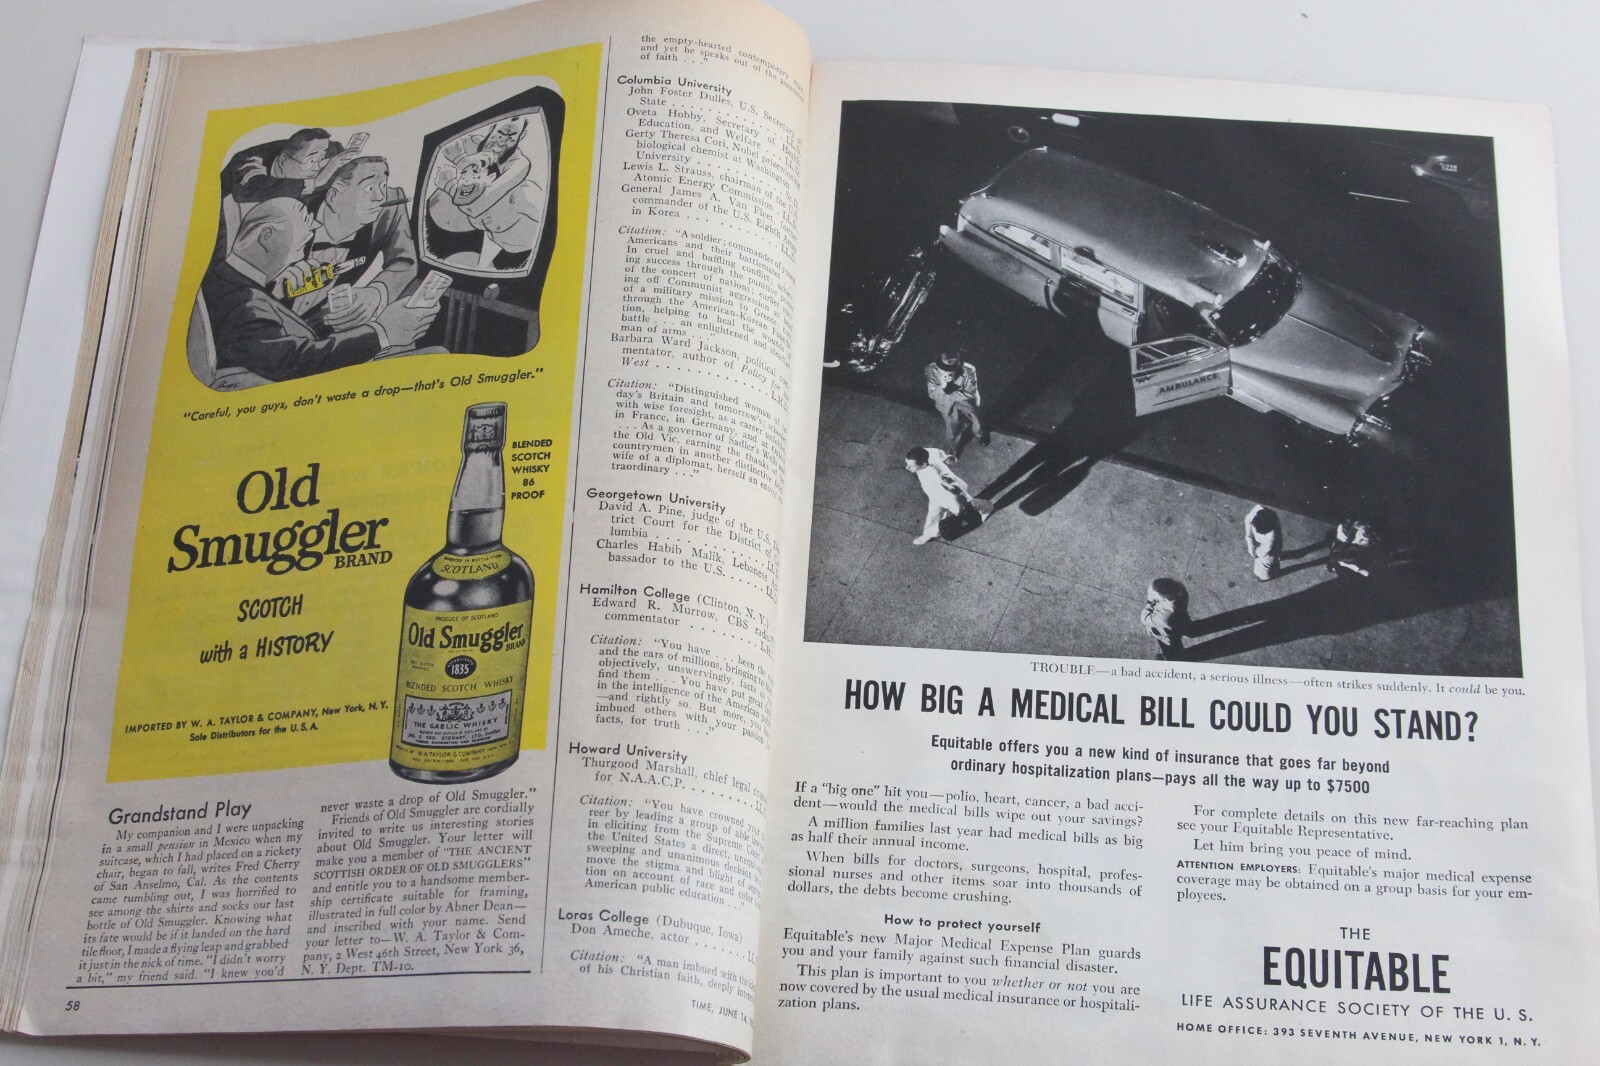 "Careful, you guys, don't waste a drop—that's Old Smuggler."
BLENDED
SCOTCH
WHISKY
86
PROOF
Old
Smuggler
BRAND
SCOTCH
with a HISTORY
SCOTLAND
PRODUCE OF SCOTLAND
Old Smuggler
BRAND
ESTABLISHED
1835
BLENDED SCOTCH WHISKY
THE GAELIC WHISKY
IMPORTED BY W. A. TAYLOR & COMPANY, New York, N.Y.
Sole Distributors for the U.S.A.
Grandstand Play
My companion and I were unpacking
in a small pension in Mexico when my
suitcase, which I had placed on a rickety
chair, began to fall, writes Fred Cherry
of San Anselmo, Cal. As the contents
came tumbling out, I was horrified to
see among the shirts and socks our last
bottle of Old Smuggler. Knowing what
its fate would be if it landed on the hard
tile floor, I made a flying leap and grabbed
it just in the nick of time. "I didn't worry
a bit," my friend said. "I knew you'd
never waste a drop of Old Smuggler."
Friends of Old Smuggler are cordially
invited to write us interesting stories
about Old Smuggler. Your letter will
make you a member of "THE ANCIENT
SCOTTISH ORDER OF OLD SMUGGLERS"
and entitle you to a handsome member-
ship certificate suitable for framing,
illustrated in full color by Abner Dean—
and inscribed with your name. Send
your letter to—W. A. Taylor & Com-
pany, 2 West 46th Street, New York 36,
N. Y. Dept. TM-10.
58
the empty-hearted contemporary
and yet he speaks out of the
of faith . . ."
Columbia University
John Foster Dulles, U.S. Secretary of
State
Oveta Hobby, Secretary of Health,
Education, and Welfare
Gerty Theresa Cori, Nobel
biological chemist at Washington
University
Lewis L. Strauss, chairman of the
Atomic Energy Commission
General James A. Van Fleet,
commander of the U.S. Eighth Army
in Korea
Citation: "A soldier; commander of
Americans and their
In cruel and baffling conflict
ing success through the punitive
of the concert of nations;
ing off Communist aggression
of a military mission to Greece,
through the American-Korean
tion, helping to heal the wounds of
battle . . . an enlightened and
man of arms
Barbara Ward Jackson, political
mentator, author of Policy for the
West
Citation: "Distinguished woman of
day's Britain and tomorrow's;
with wise foresight, as a career
in France, in Germany, and at
. . . As a governor of Sadler's Wells
the Old Vic, earning the thanks of
countrymen in another distinctive
wife of a diplomat, herself an
traordinary . . ."
Georgetown University
David A. Pine, judge of the U.S. Dis-
trict Court for the District of
lumbia
Charles Habib Malik, Lebanese
bassador to the U.S.
Hamilton College (Clinton, N. Y.)
Edward R. Murrow, CBS
commentator
Citation: "You have . . . been the
and the ears of millions, bringing
objectively, unswervingly, facts as
find them . . . You have put great
in the intelligence of the American
—and rightly so. But more, you
imbued others with your passion
facts, for truth . . ."
Howard University
Thurgood Marshall, chief legal
for N.A.A.C.P.
Citation: "You have crowned your
reer by leading a group of able
in eliciting from the Supreme Court
the United States a direct,
sweeping and unanimous decision
move the stigma and blight of
tion on account of race and color
American public education . . ."
Loras College (Dubuque, Iowa)
Don Ameche, actor
Citation: "A man imbued with the
of his Christian faith, deeply
TIME, JUNE 14,
AMBULANCE
TROUBLE—a bad accident, a serious illness—often strikes suddenly. It could be you.
HOW BIG A MEDICAL BILL COULD YOU STAND?
Equitable offers you a new kind of insurance that goes far beyond
ordinary hospitalization plans—pays all the way up to $7500
If a "big one" hit you—polio, heart, cancer, a bad acci-
dent—would the medical bills wipe out your savings?
A million families last year had medical bills as big
as half their annual income.
When bills for doctors, surgeons, hospital, profes-
sional nurses and other items soar into thousands of
dollars, the debts become crushing.
How to protect yourself
Equitable's new Major Medical Expense Plan guards
you and your family against such financial disaster.
This plan is important to you whether or not you are
now covered by the usual medical insurance or hospitali-
zation plans.
For complete details on this new far-reaching plan
see your Equitable Representative.
Let him bring you peace of mind.
ATTENTION EMPLOYERS: Equitable's major medical expense
coverage may be obtained on a group basis for your em-
ployees.
THE
EQUITABLE
LIFE ASSURANCE SOCIETY OF THE U. S.
HOME OFFICE: 393 SEVENTH AVENUE, NEW YORK 1, N. Y.